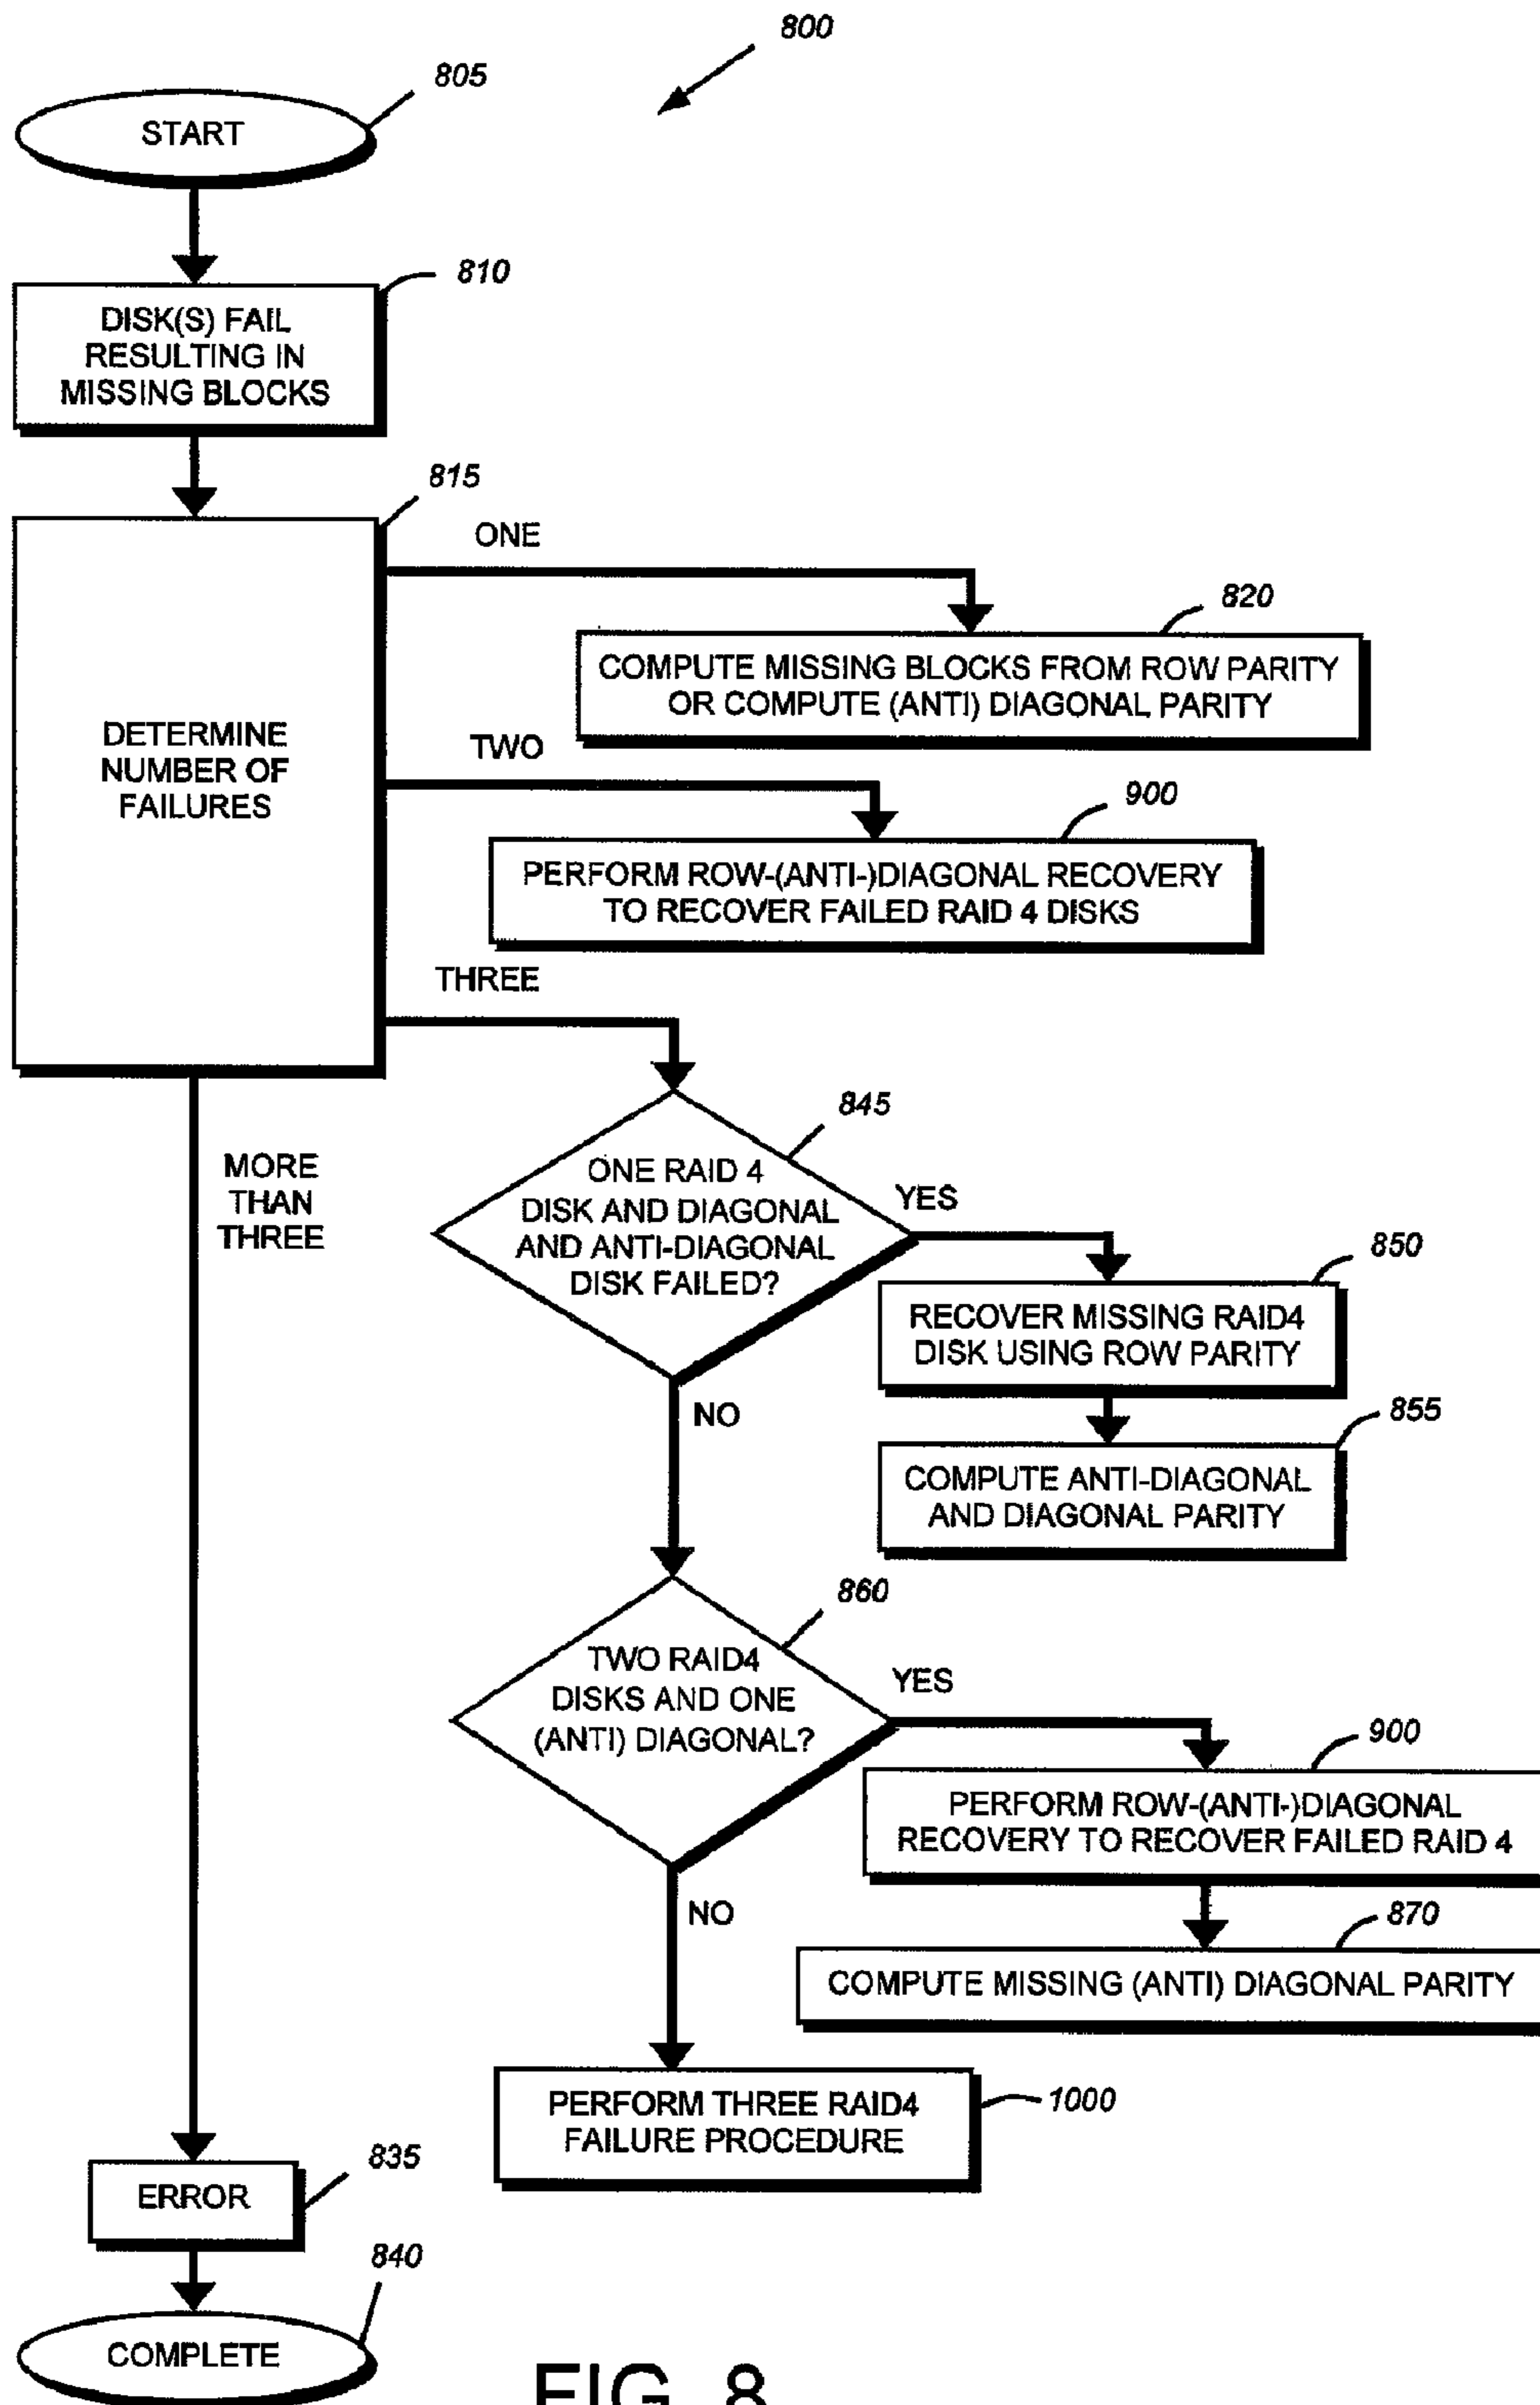 800
805
START
810
DISK(S) FAIL
RESULTING IN
MISSING BLOCKS
815
DETERMINE
NUMBER OF
FAILURES
ONE
820
COMPUTE MISSING BLOCKS FROM ROW PARITY
OR COMPUTE (ANTI) DIAGONAL PARITY
TWO
900
PERFORM ROW-(ANTI-)DIAGONAL RECOVERY
TO RECOVER FAILED RAID 4 DISKS
THREE
845
ONE RAID 4
DISK AND DIAGONAL
AND ANTI-DIAGONAL
DISK FAILED?
YES
850
RECOVER MISSING RAID4
DISK USING ROW PARITY
855
COMPUTE ANTI-DIAGONAL
AND DIAGONAL PARITY
NO
MORE
THAN
THREE
860
TWO RAID4
DISKS AND ONE
(ANTI) DIAGONAL?
YES
900
PERFORM ROW-(ANTI-)DIAGONAL
RECOVERY TO RECOVER FAILED RAID 4
870
COMPUTE MISSING (ANTI) DIAGONAL PARITY
NO
1000
PERFORM THREE RAID4
FAILURE PROCEDURE
835
ERROR
840
COMPLETE
FIG. 8